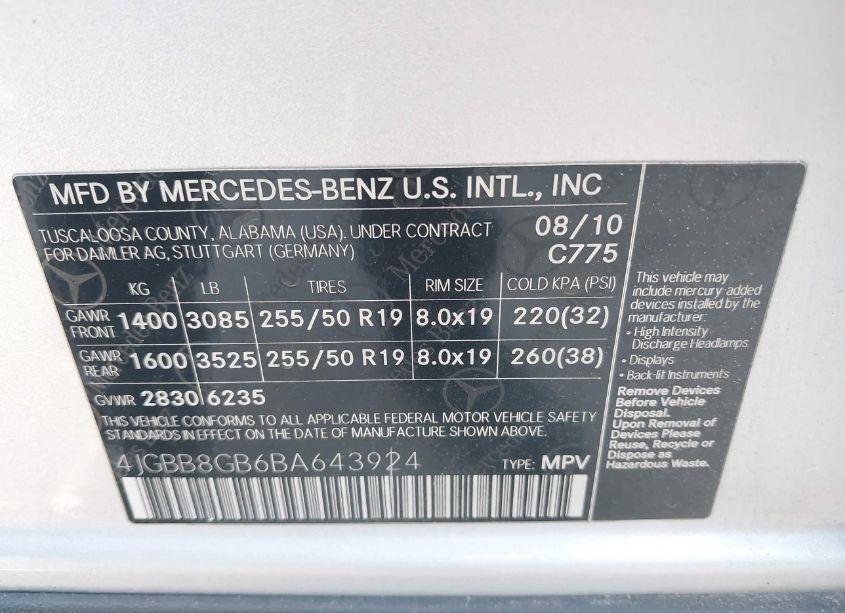 MFD BY MERCEDES-BENZ U.S. INTL., INC
TUSCALOOSA COUNTY, ALABAMA (USA). UNDER CONTRACT
FOR DAIMLER AG, STUTTGART (GERMANY)
08/10
C775
KG LB TIRES RIM SIZE COLD KPA (PSI)
GAWR FRONT 1400 3085 255/50 R19 8.0x19 220(32)
GAWR REAR 1600 3525 255/50 R19 8.0x19 260(38)
GVWR 2830 6235
THIS VEHICLE CONFORMS TO ALL APPLICABLE FEDERAL MOTOR VEHICLE SAFETY
STANDARDS IN EFFECT ON THE DATE OF MANUFACTURE SHOWN ABOVE.
4JGBB8GB6BA643924
TYPE: MPV
This vehicle may
include mercury-added
devices installed by the
manufacturer:
• High Intensity
Discharge Headlamps
• Displays
• Back-lit Instruments
Remove Devices
Before Vehicle
Disposal.
Upon Removal of
Devices Please
Reuse, Recycle or
Dispose as
Hazardous Waste.